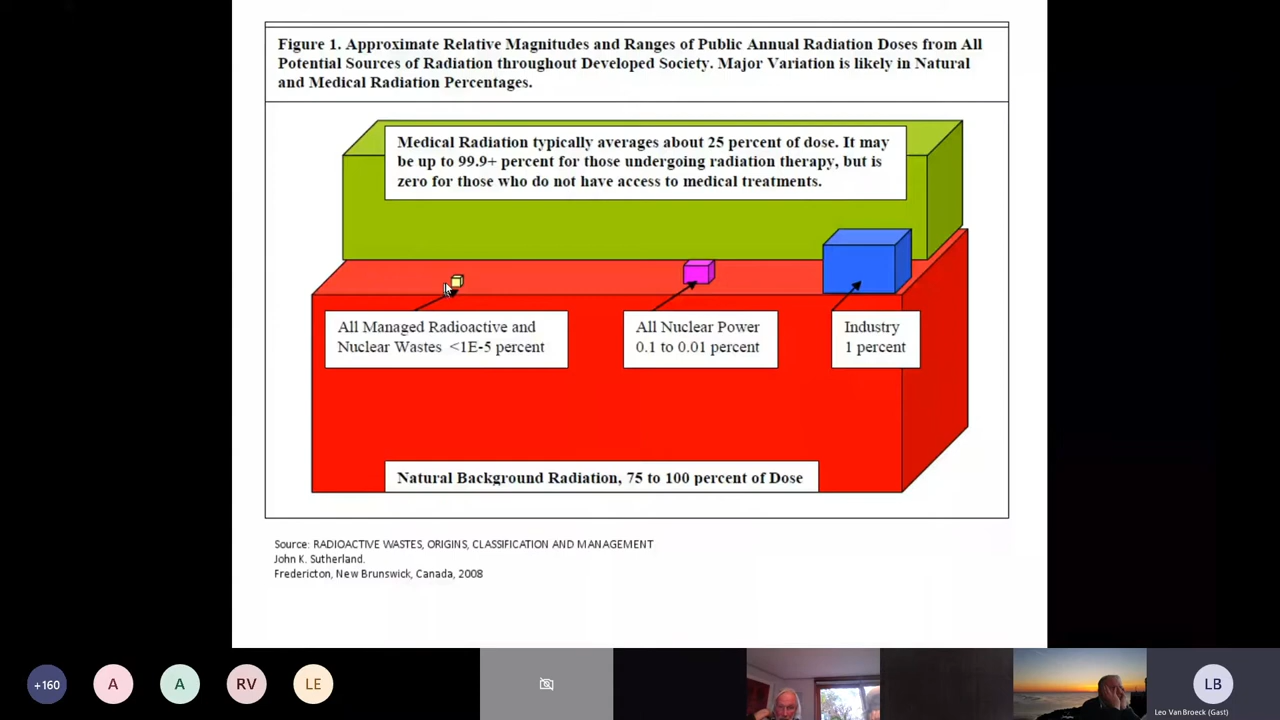 Figure 1. Approximate Relative Magnitudes and Ranges of Public Annual Radiation Doses from All
Potential Sources of Radiation throughout Developed Society. Major Variation is likely in Natural
and Medical Radiation Percentages.
Medical Radiation typically averages about 25 percent of dose. It may
be up to 99.9+ percent for those undergoing radiation therapy, but is
zero for those who do not have access to medical treatments.
All Managed Radioactive and
Nuclear Wastes <1E-5 percent
All Nuclear Power
0.1 to 0.01 percent
Industry
1 percent
Natural Background Radiation, 75 to 100 percent of Dose
Source: RADIOACTIVE WASTES, ORIGINS, CLASSIFICATION AND MANAGEMENT
John K. Sutherland.
Fredericton, New Brunswick, Canada, 2008
+160
A
A
RV
LE
LB
Leo VanBroeck (Gast)